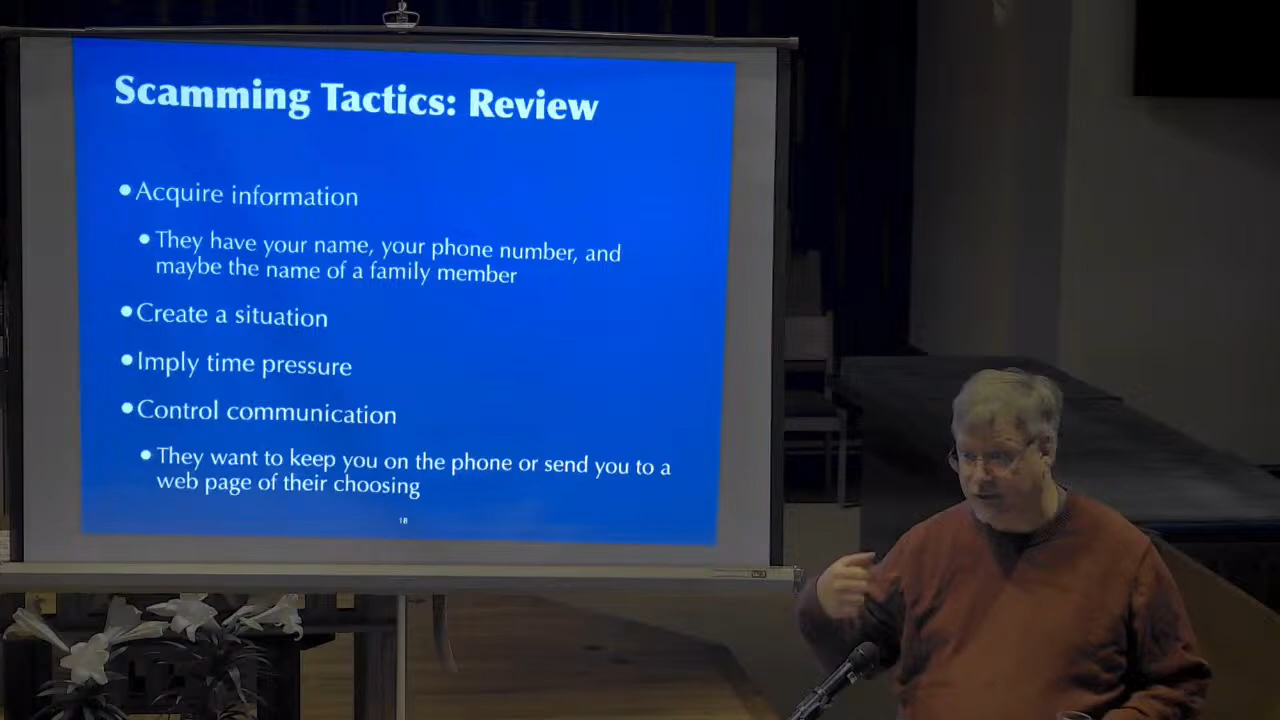 Scamming Tactics: Review
• Acquire information
• They have your name, your phone number, and
maybe the name of a family member
• Create a situation
• Imply time pressure
• Control communication
• They want to keep you on the phone or send you to a
web page of their choosing
18